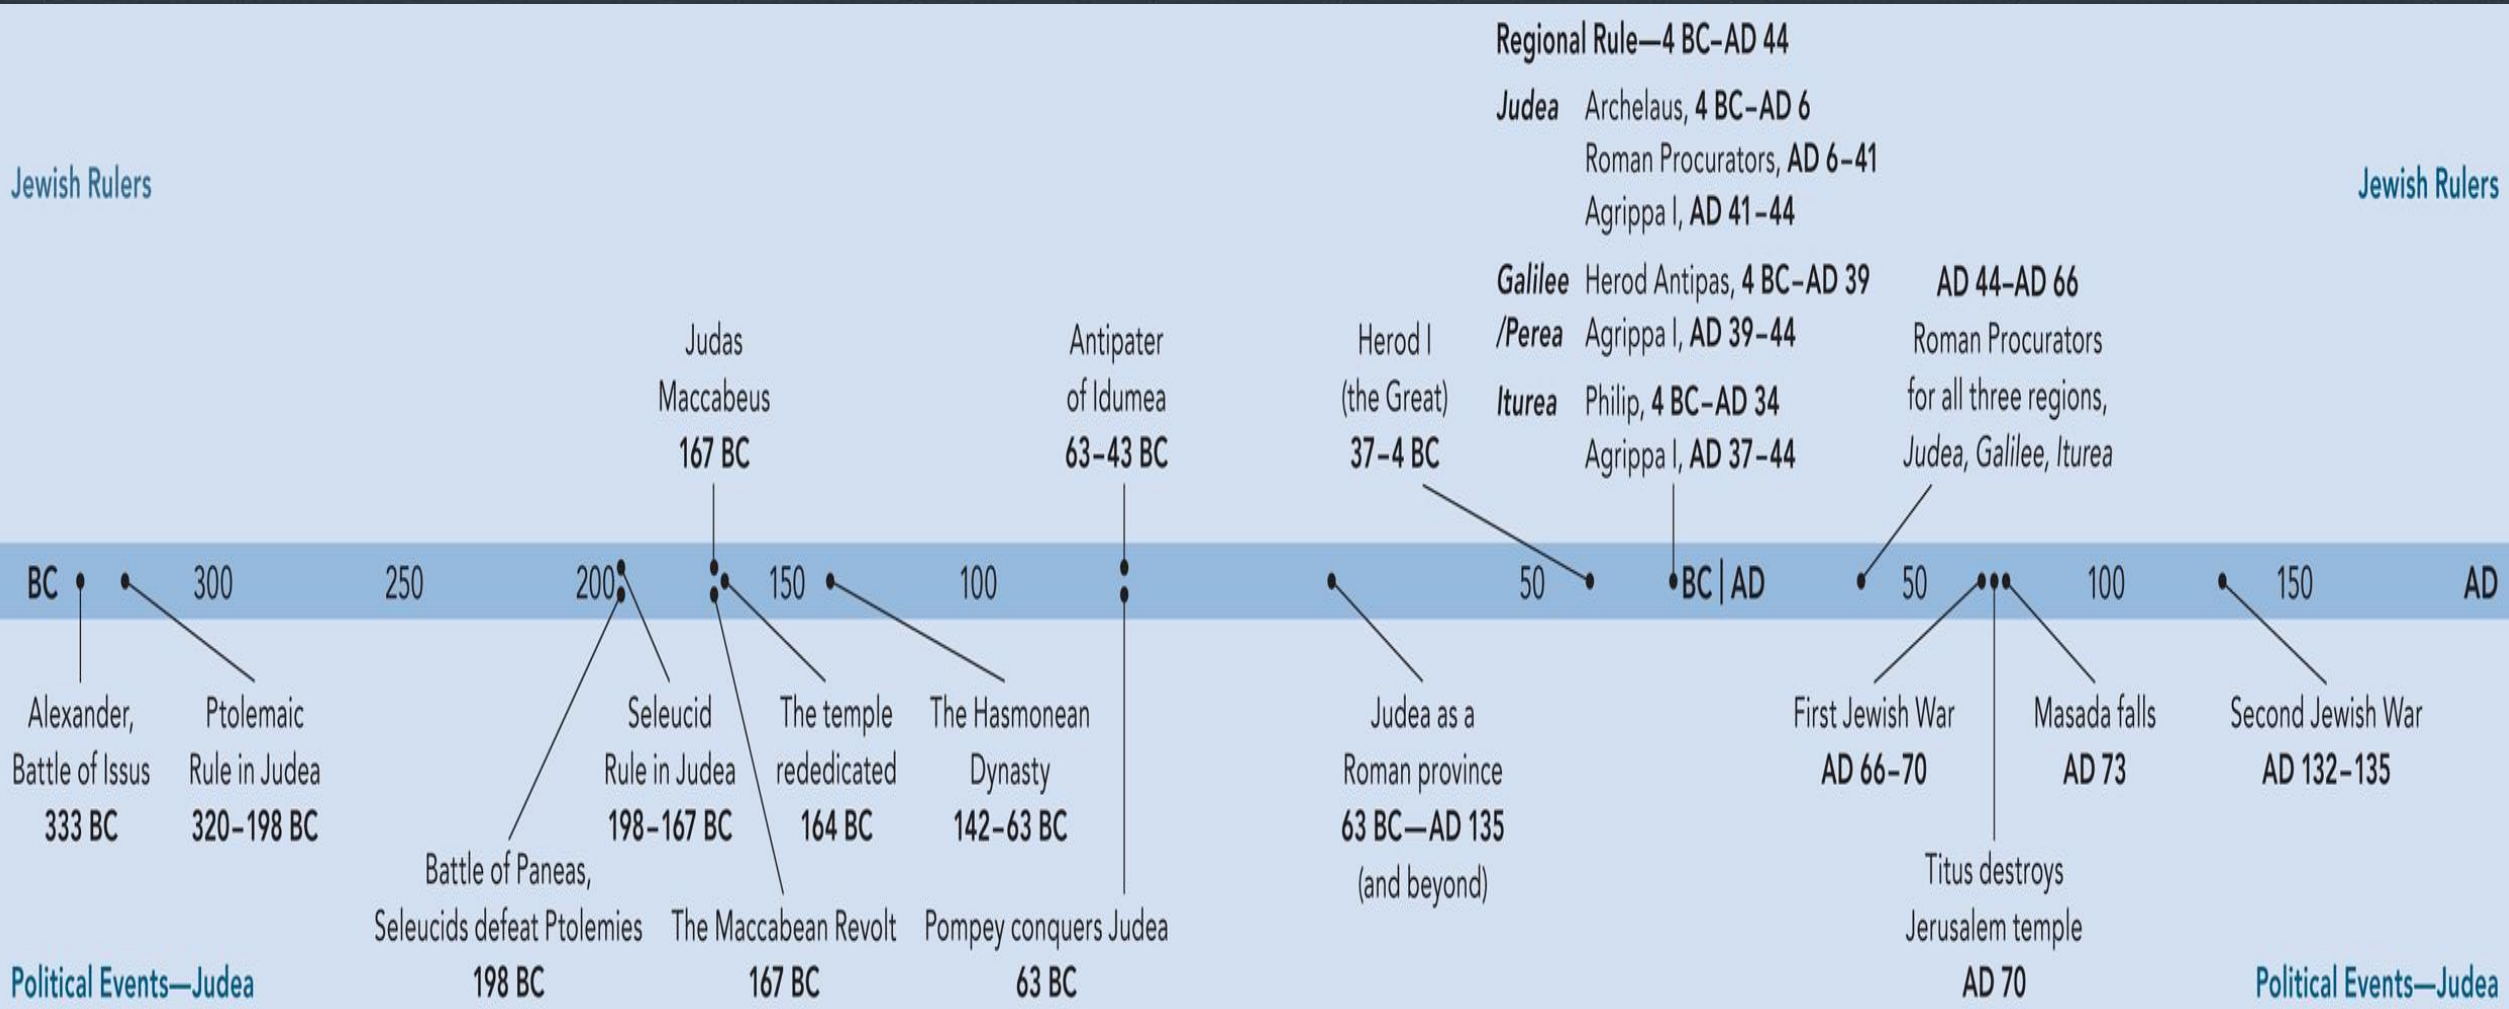 Regional Rule—4 BC–AD 44
Judea Archelaus, 4 BC–AD 6
Roman Procurators, AD 6–41
Agrippa I, AD 41–44
Jewish Rulers
Jewish Rulers
Galilee Herod Antipas, 4 BC–AD 39
/Perea Agrippa I, AD 39–44
Iturea Philip, 4 BC–AD 34
Agrippa I, AD 37–44
Judas
Maccabeus
167 BC
Antipater
of Idumea
63–43 BC
Herod I
(the Great)
37–4 BC
AD 44–AD 66
Roman Procurators
for all three regions,
Judea, Galilee, Iturea
BC 300 250 200 150 100 50 BC | AD 50 100 150 AD
Alexander,
Battle of Issus
333 BC
Ptolemaic
Rule in Judea
320–198 BC
Battle of Paneas,
Seleucids defeat Ptolemies
198 BC
Seleucid
Rule in Judea
198–167 BC
The Maccabean Revolt
167 BC
The temple
rededicated
164 BC
The Hasmonean
Dynasty
142–63 BC
Pompey conquers Judea
63 BC
Judea as a
Roman province
63 BC—AD 135
(and beyond)
First Jewish War
AD 66–70
Titus destroys
Jerusalem temple
AD 70
Masada falls
AD 73
Second Jewish War
AD 132–135
Political Events—Judea
Political Events—Judea